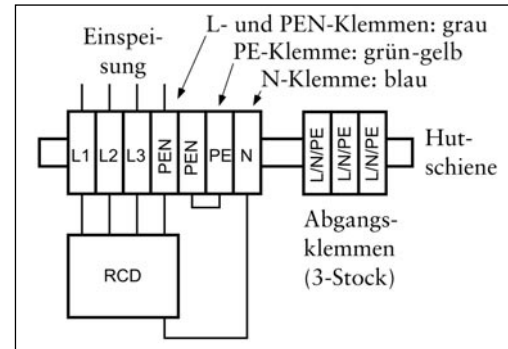 L- und PEN-Klemmen: grau
Einspei-
sung
PE-Klemme: grün-gelb
N-Klemme: blau
L1 L2 L3 PEN PEN PE N
L/N/PE L/N/PE L/N/PE
Hut-
schiene
Abgangs-
klemmen
(3-Stock)
RCD